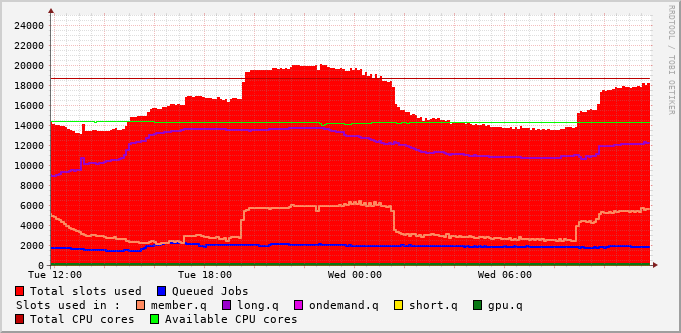 24000
22000
20000
18000
16000
14000
12000
10000
8000
6000
4000
2000
0
Tue 12:00 Tue 18:00 Wed 00:00 Wed 06:00
RRDTOOL / TOBI OETIKER
Total slots used Queued Jobs
Slots used in : member.q long.q ondemand.q short.q gpu.q
Total CPU cores Available CPU cores